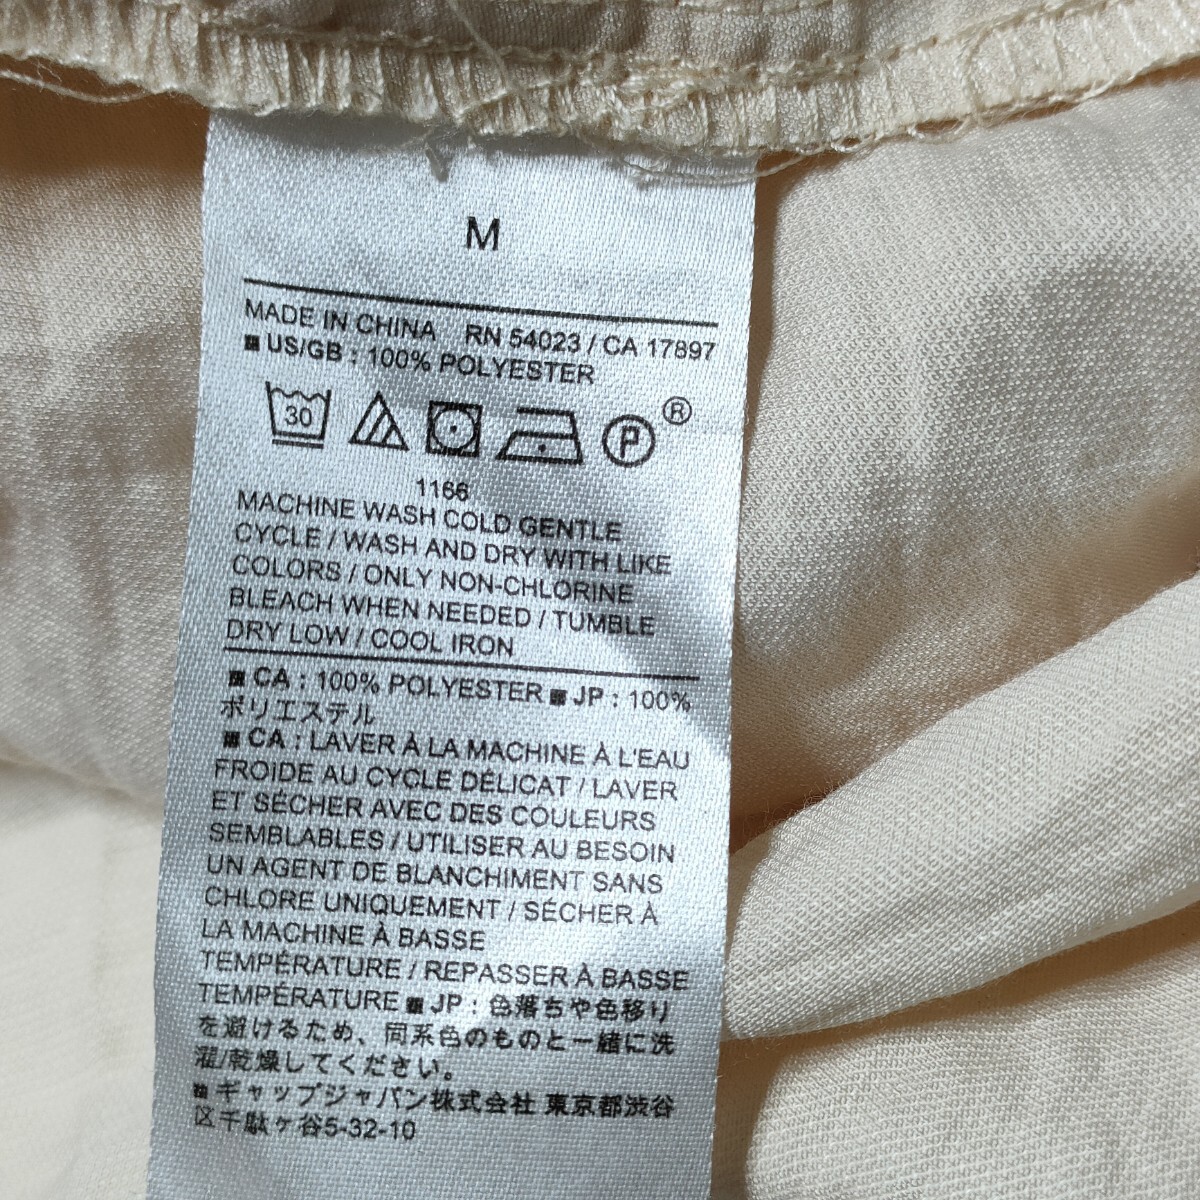 M
MADE IN CHINA RN 54023 / CA 17897
■ US/GB : 100% POLYESTER
30 P ®
1166
MACHINE WASH COLD GENTLE
CYCLE / WASH AND DRY WITH LIKE
COLORS / ONLY NON-CHLORINE
BLEACH WHEN NEEDED / TUMBLE
DRY LOW / COOL IRON
■ CA : 100% POLYESTER ■ JP : 100%
ポリエステル
■ CA : LAVER À LA MACHINE À L'EAU
FROIDE AU CYCLE DÉLICAT / LAVER
ET SÉCHER AVEC DES COULEURS
SEMBLABLES / UTILISER AU BESOIN
UN AGENT DE BLANCHIMENT SANS
CHLORE UNIQUEMENT / SÉCHER À
LA MACHINE À BASSE
TEMPÉRATURE / REPASSER À BASSE
TEMPÉRATURE ■ JP : 色落ちや色移り
を避けるため、同系色のものと一緒に洗
濯/乾燥してください。
■ ギャップジャパン株式会社 東京都渋谷
区千駄ヶ谷5-32-10